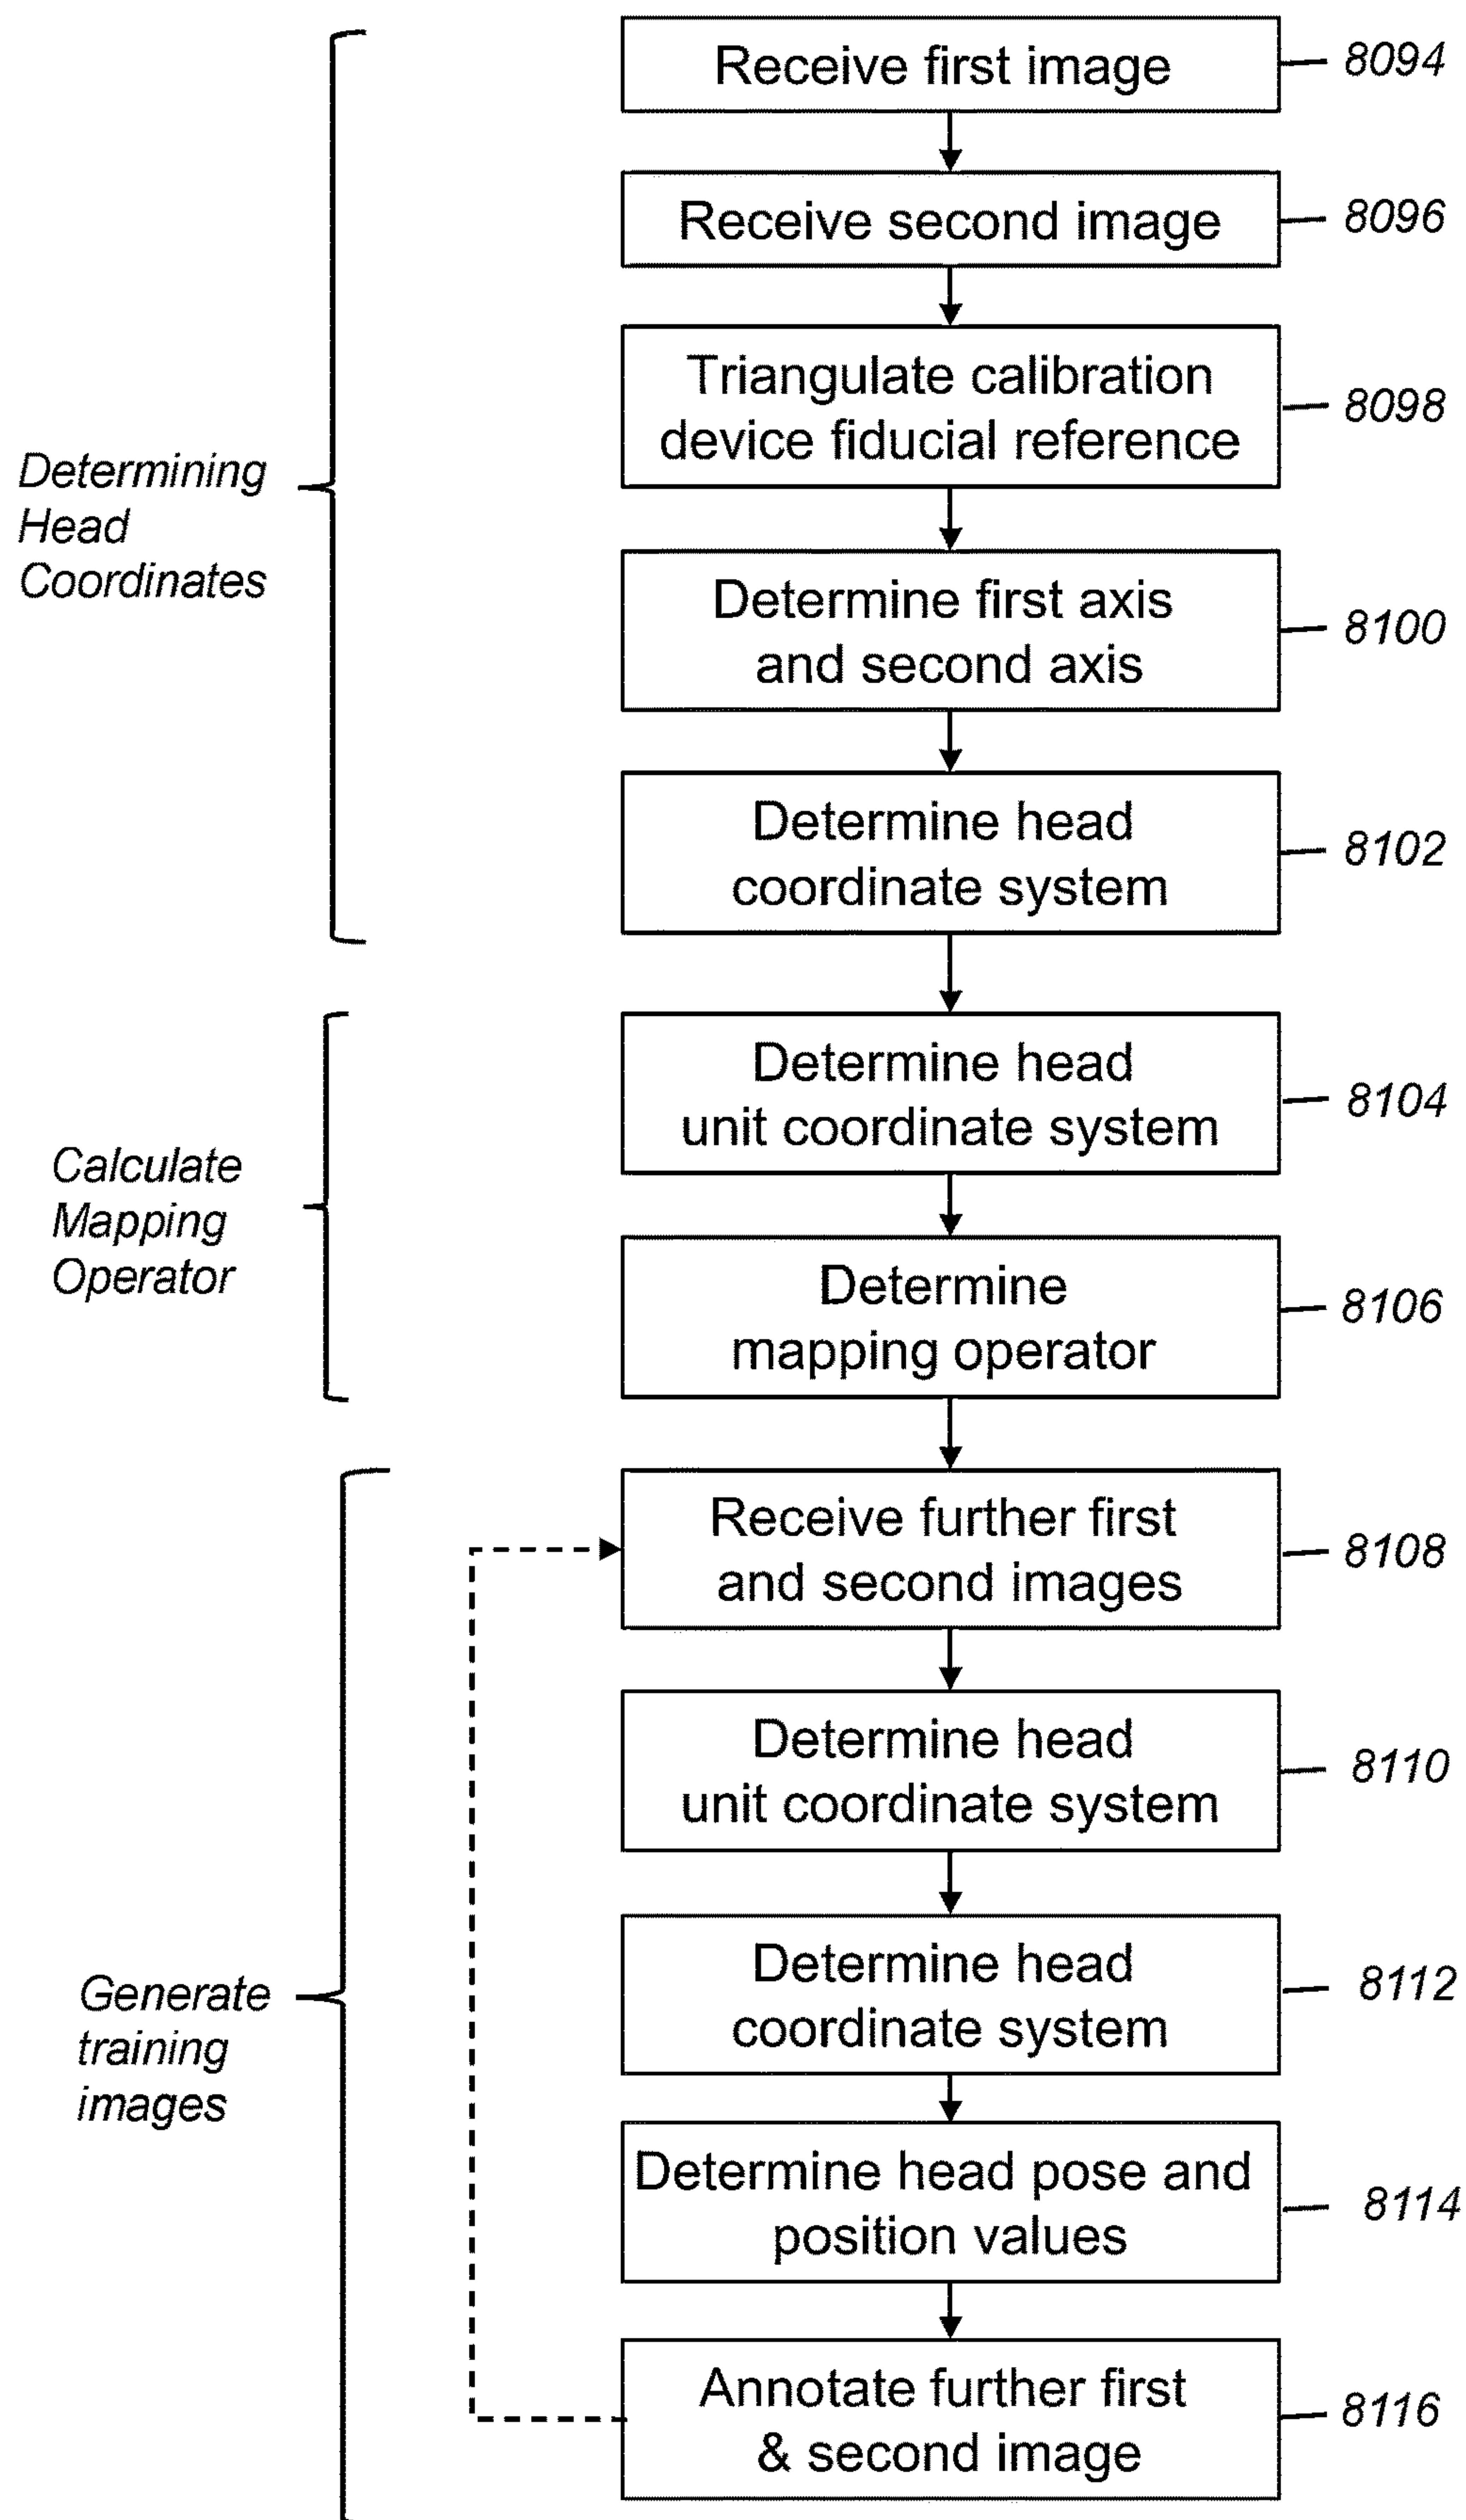 Receive first image
8094
Receive second image
8096
Triangulate calibration
device fiducial reference
8098
Determining
Head
Coordinates
Determine first axis
and second axis
8100
Determine head
coordinate system
8102
Determine head
unit coordinate system
8104
Calculate
Mapping
Operator
Determine
mapping operator
8106
Receive further first
and second images
8108
Determine head
unit coordinate system
8110
Determine head
coordinate system
8112
Generate
training
images
Determine head pose and
position values
8114
Annotate further first
& second image
8116